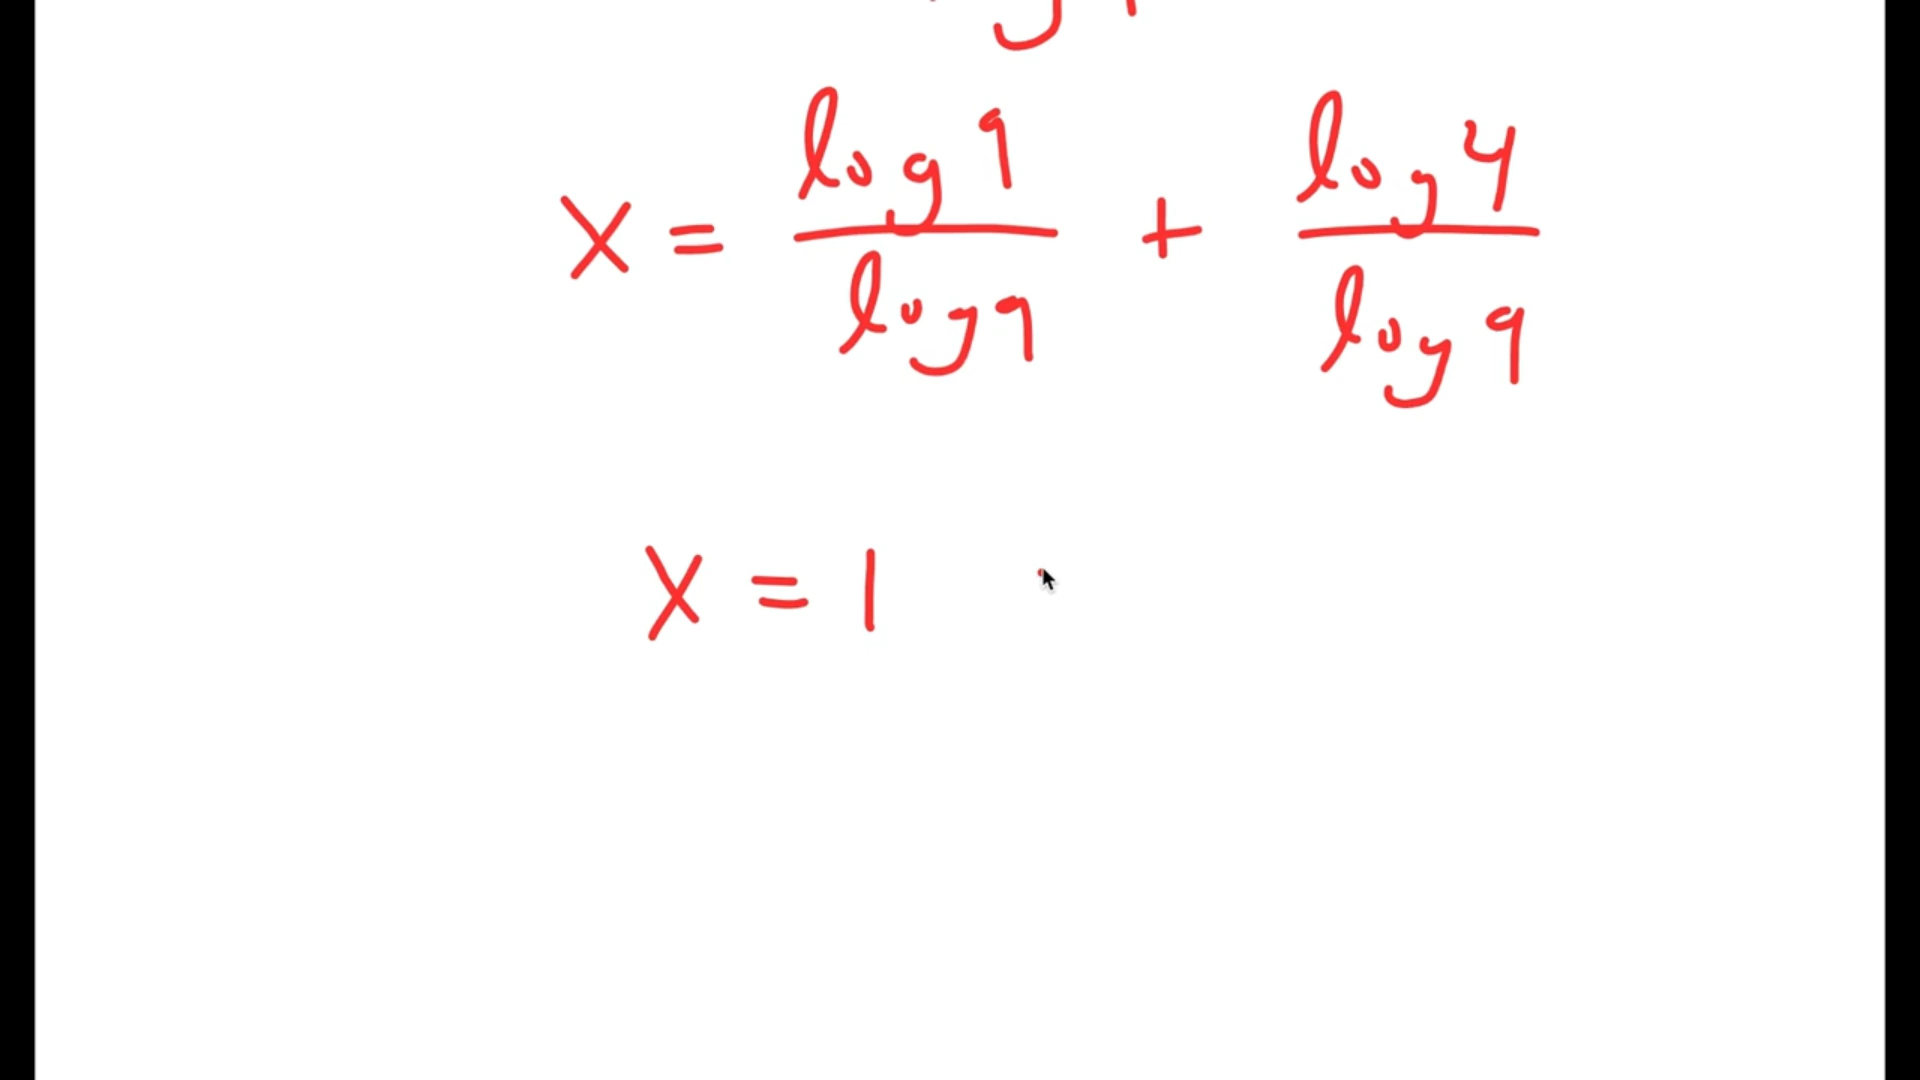 x = log 9 / log 9 + log 4 / log 9
x = 1